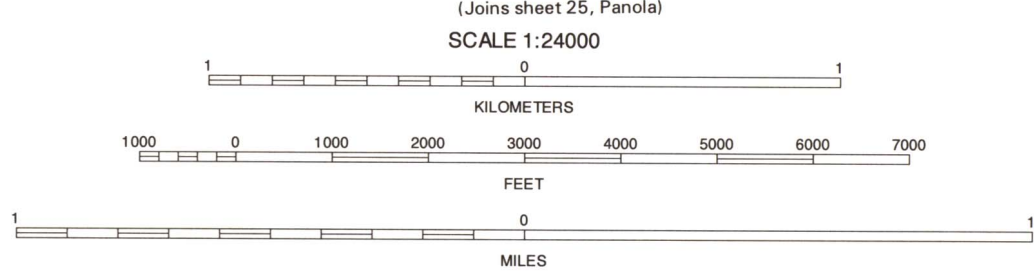 (Joins sheet 25, Panola)
SCALE 1:24000
1 0 1
KILOMETERS
1000 0 1000 2000 3000 4000 5000 6000 7000
FEET
1 0 1
MILES